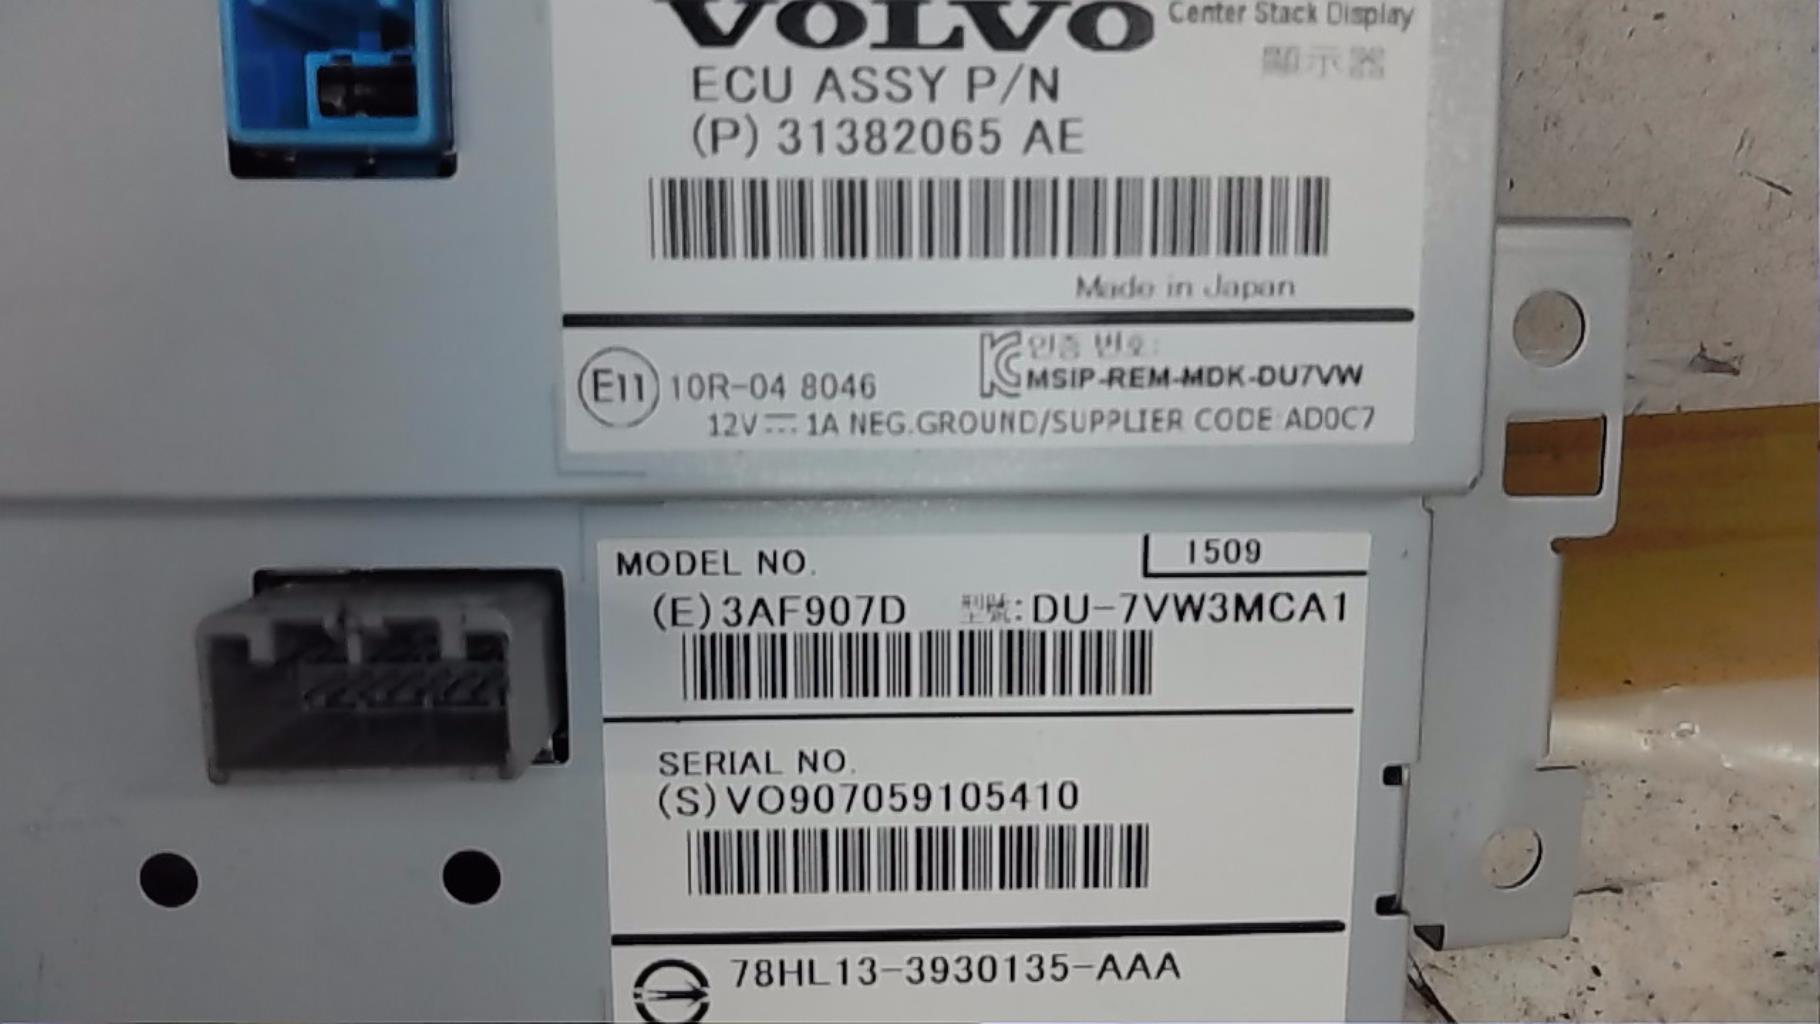 VOLVO Center Stack Display
顯示器
ECU ASSY P/N
(P) 31382065 AE
Made in Japan
KC 인증 번호:
E11 10R-04 8046 MSIP-REM-MDK-DU7VW
12V 1A NEG.GROUND/SUPPLIER CODE:AD0C7
MODEL NO. 1509
(E)3AF907D 型號:DU-7VW3MCA1
SERIAL NO.
(S)VO907059105410
78HL13-3930135-AAA